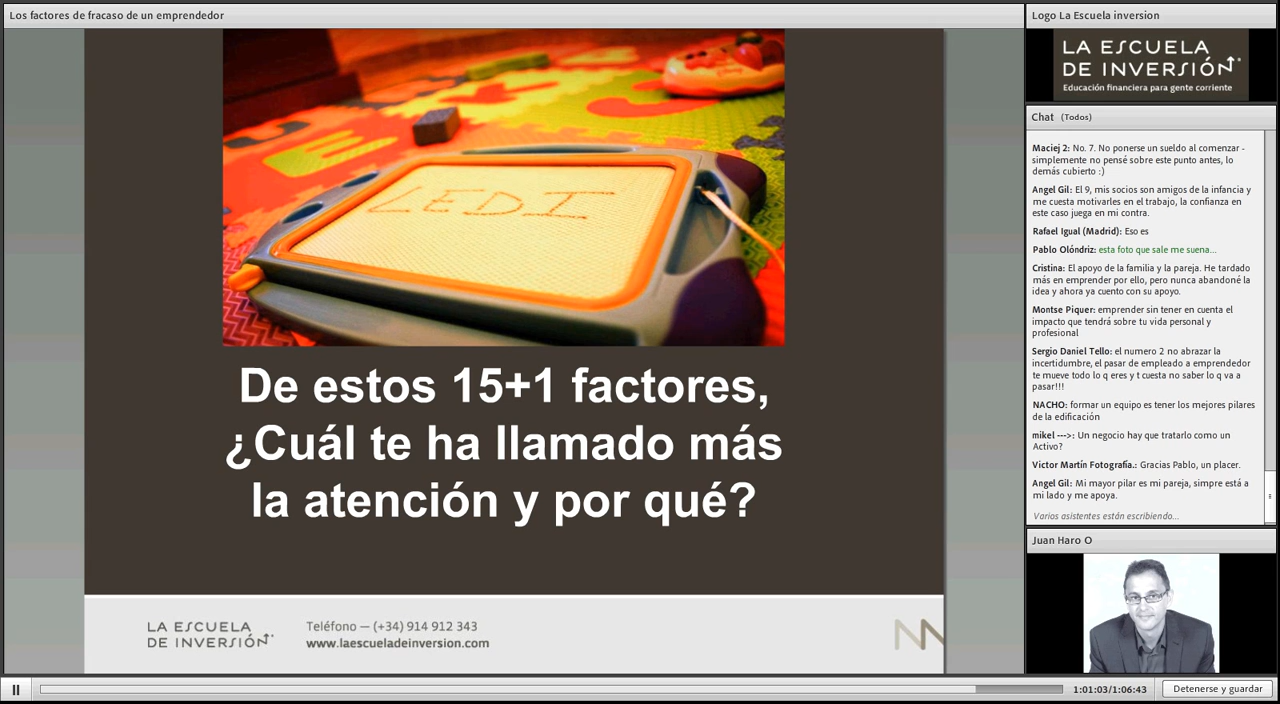 Los factores de fracaso de un emprendedor
LEDI
De estos 15+1 factores,
¿Cuál te ha llamado más
la atención y por qué?
LA ESCUELA
DE INVERSIÓN
Teléfono — (+34) 914 912 343
www.laescueladeinversion.com
Logo La Escuela inversion
LA ESCUELA
DE INVERSIÓN
Educación financiera para gente corriente
Chat (Todos)
Maciej 2: No. 7. No ponerse un sueldo al comenzar -
simplemente no pensé sobre este punto antes, lo
demás cubierto :)
Angel Gil: El 9, mis socios son amigos de la infancia y
me cuesta motivarles en el trabajo, la confianza en
este caso juega en mi contra.
Rafael Igual (Madrid): Eso es
Pablo Olóndriz: esta foto que sale me suena...
Cristina: El apoyo de la familia y la pareja. He tardado
más en emprender por ello, pero nunca abandoné la
idea y ahora ya cuento con su apoyo.
Montse Piquer: emprender sin tener en cuenta el
impacto que tendrá sobre tu vida personal y
profesional
Sergio Daniel Tello: el numero 2 no abrazar la
incertidumbre, el pasar de empleado a emprendedor
te mueve todo lo q eres y t cuesta no saber lo q va a
pasar!!!
NACHO: formar un equipo es tener los mejores pilares
de la edificación
mikel --->: Un negocio hay que tratarlo como un
Activo?
Victor Martín Fotografía.: Gracias Pablo, un placer.
Angel Gil: Mi mayor pilar es mi pareja, simpre está a
mi lado y me apoya.
Varios asistentes están escribiendo...
Juan Haro O
1:01:03/1:06:43
Detenerse y guardar